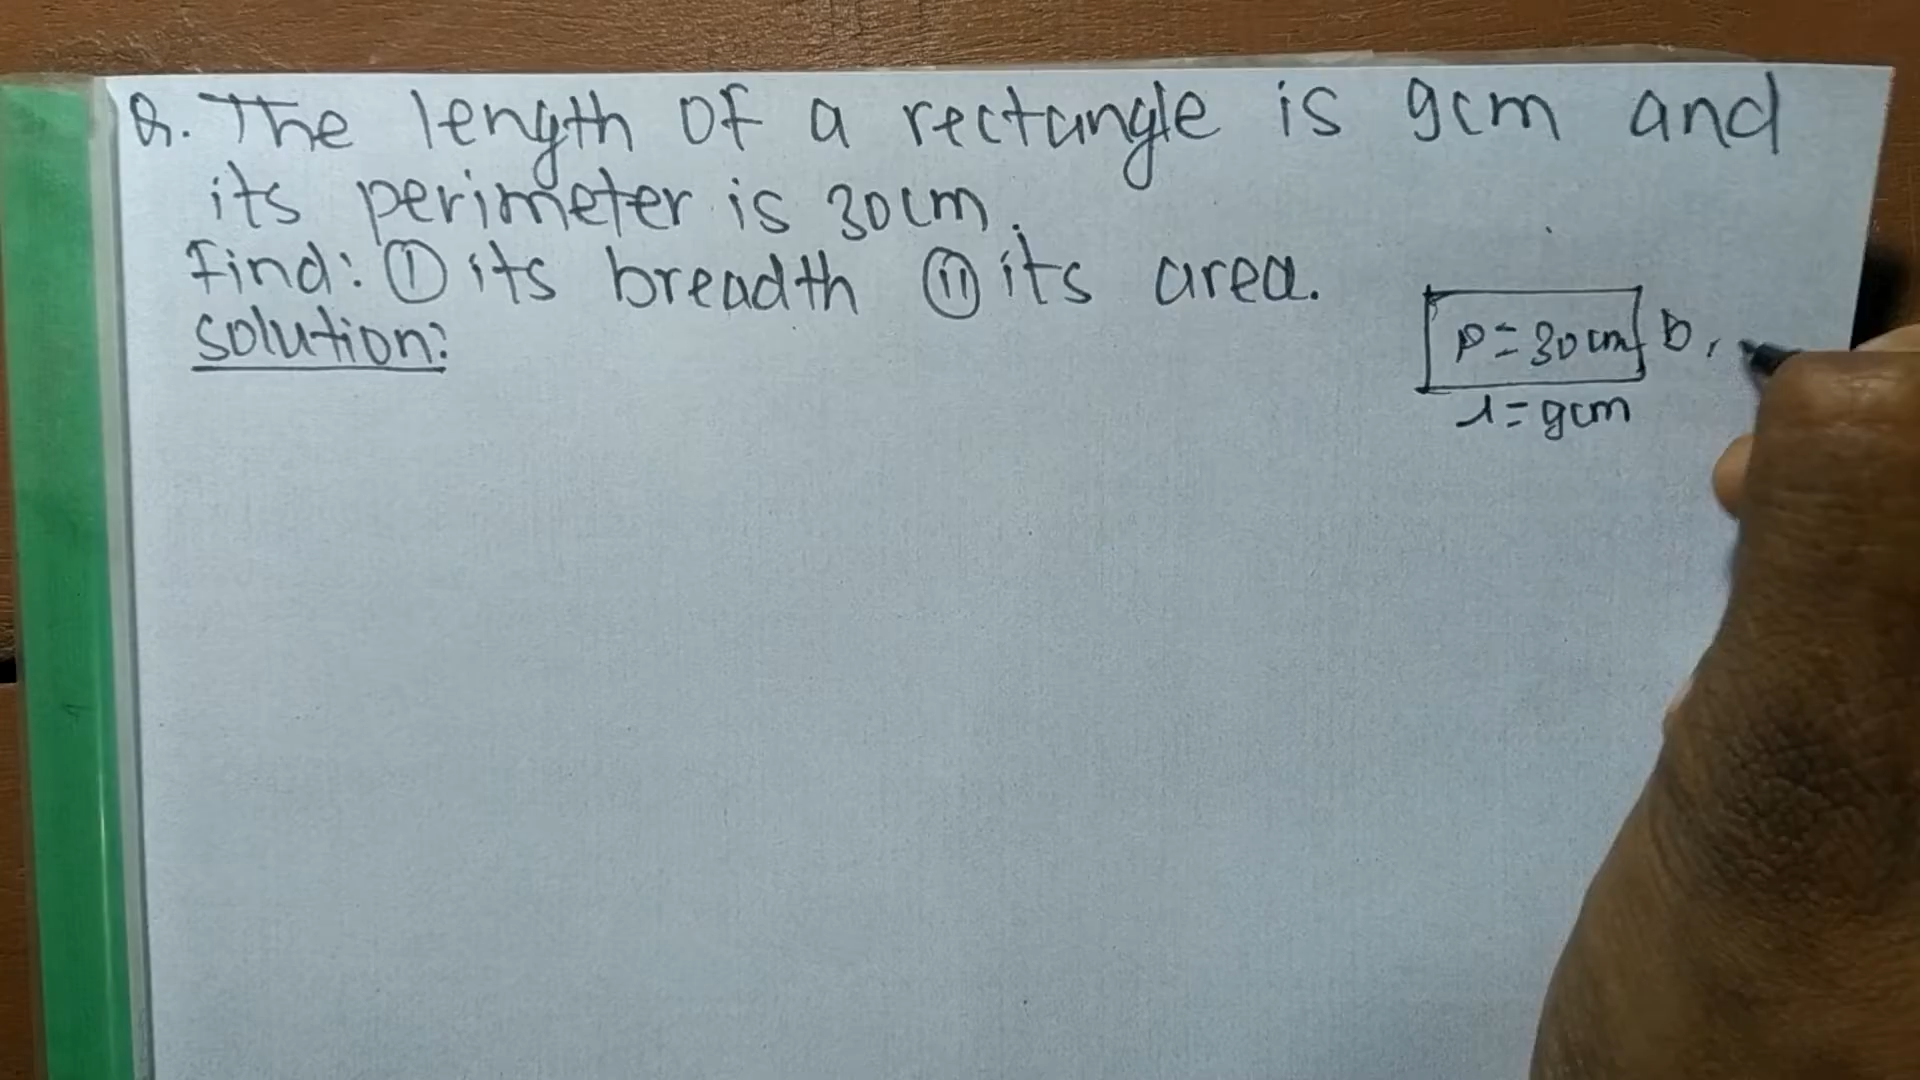 Q. The length of a rectangle is 9cm and
its perimeter is 30cm.
Find: (i) its breadth (ii) its area.
Solution:
P = 30cm b,
l = 9cm